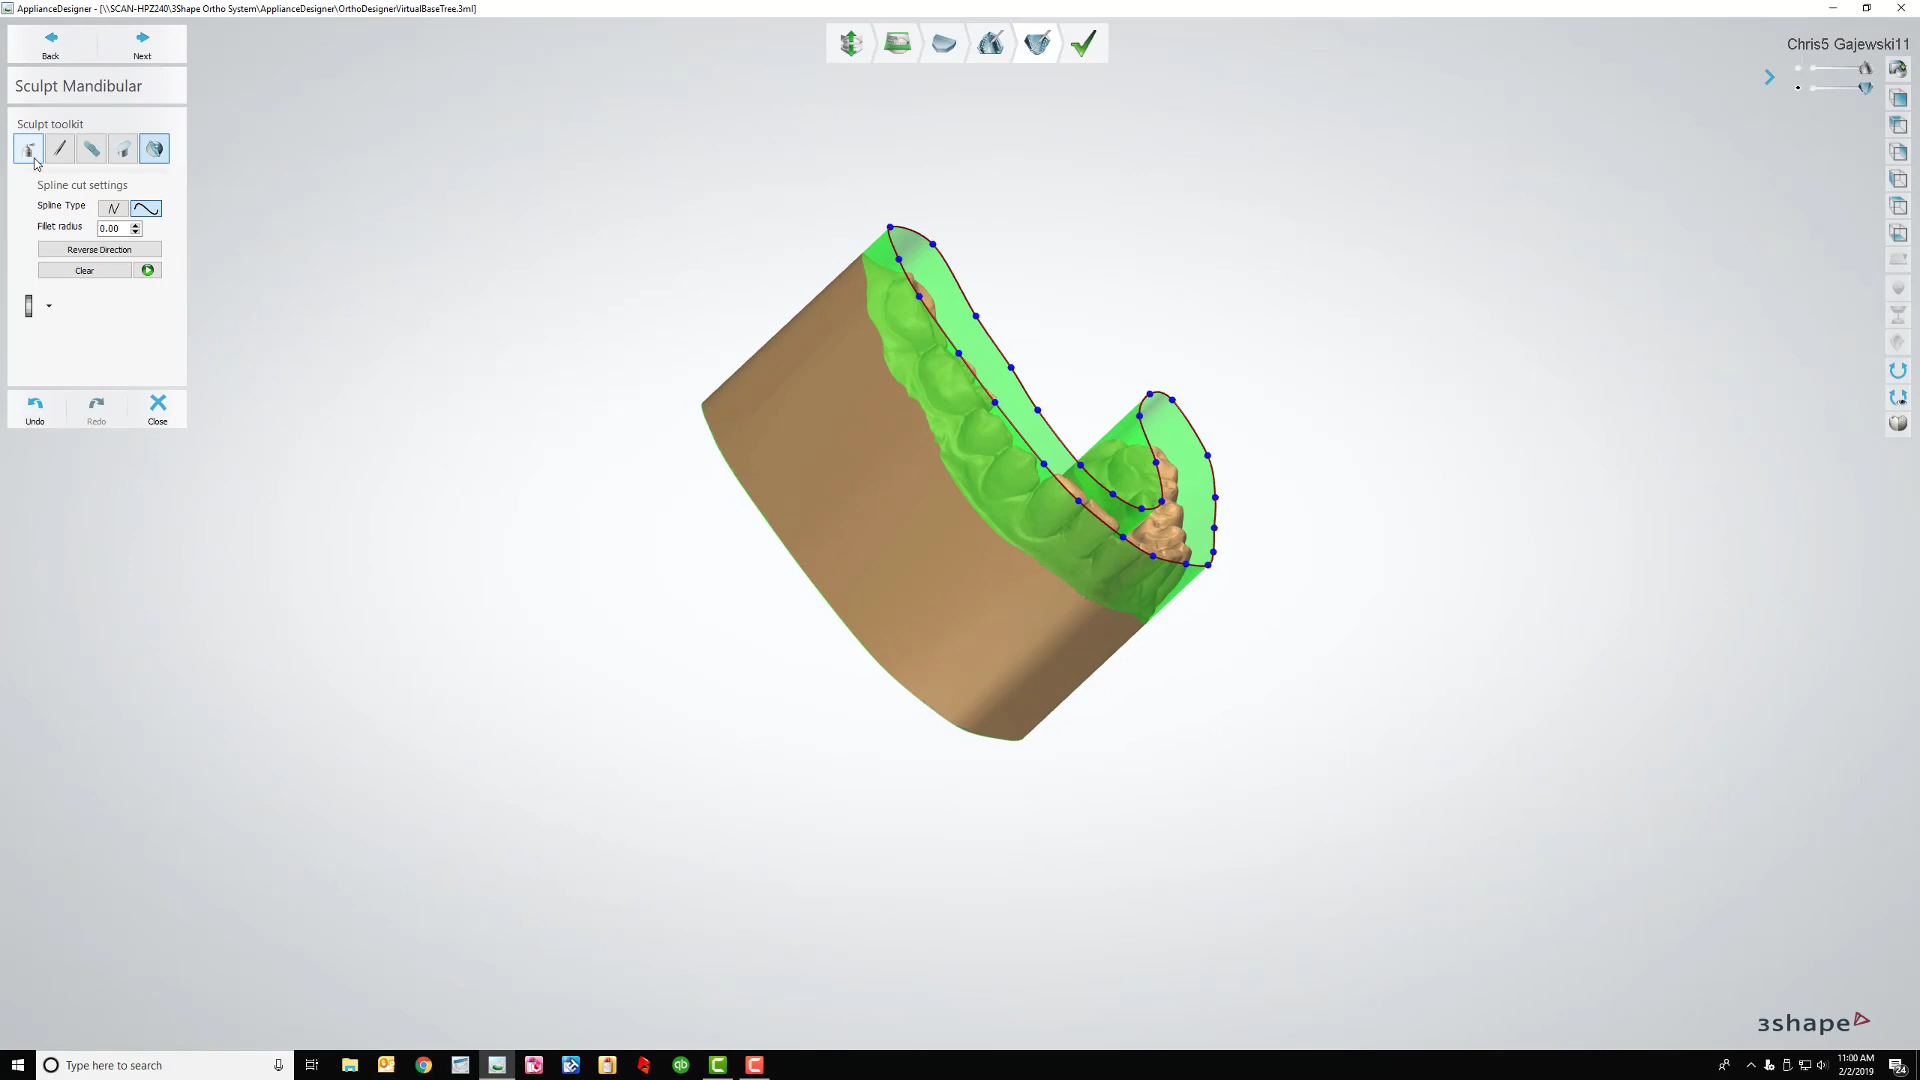 ApplianceDesigner - [\\SCAN-HPZ240\3Shape Ortho System\ApplianceDesigner\OrthoDesignerVirtualBaseTree.3ml]
Back Next
Sculpt Mandibular
Sculpt toolkit
Spline cut settings
Spline Type
Fillet radius 0.00
Reverse Direction
Clear
Undo Redo Close
Chris5 Gajewski11
3shape
Type here to search
qb
11:00 AM
2/2/2019
24